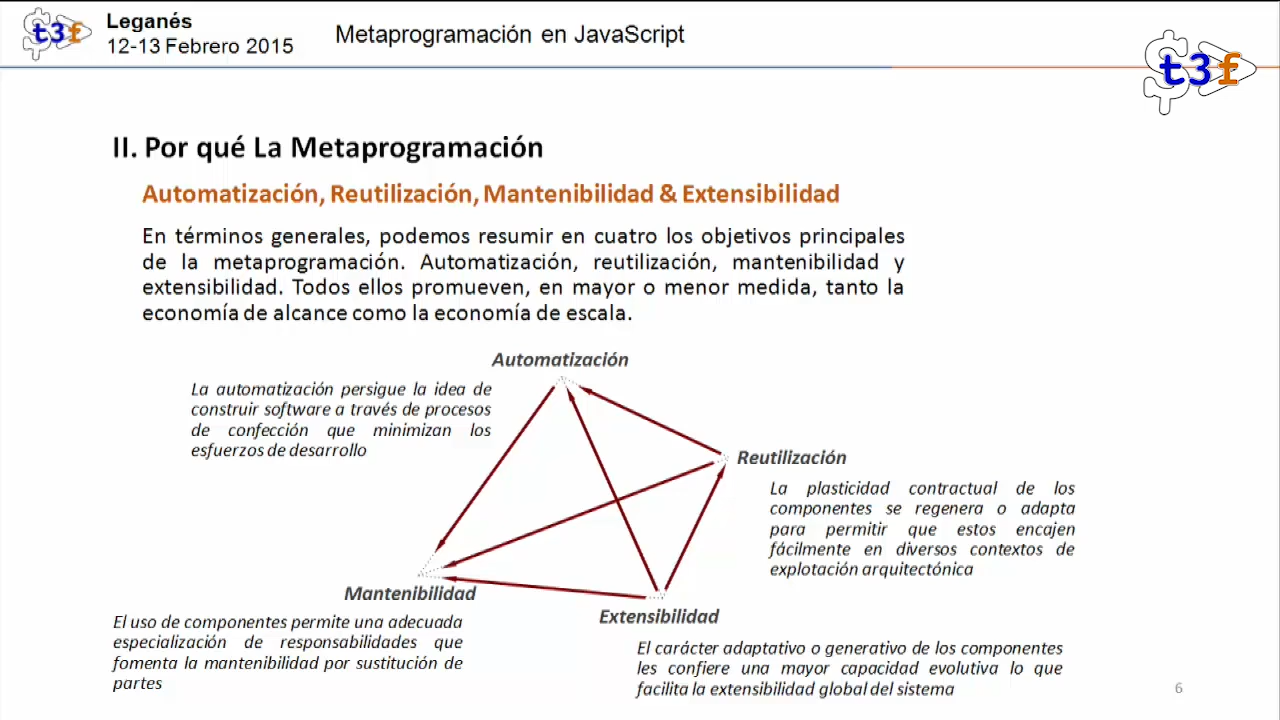 t3f
Leganés
12-13 Febrero 2015
Metaprogramación en JavaScript
t3f
II. Por qué La Metaprogramación
Automatización, Reutilización, Mantenibilidad & Extensibilidad
En términos generales, podemos resumir en cuatro los objetivos principales
de la metaprogramación. Automatización, reutilización, mantenibilidad y
extensibilidad. Todos ellos promueven, en mayor o menor medida, tanto la
economía de alcance como la economía de escala.
Automatización
La automatización persigue la idea de
construir software a través de procesos
de confección que minimizan los
esfuerzos de desarrollo
Reutilización
La plasticidad contractual de los
componentes se regenera o adapta
para permitir que estos encajen
fácilmente en diversos contextos de
explotación arquitectónica
Mantenibilidad
El uso de componentes permite una adecuada
especialización de responsabilidades que
fomenta la mantenibilidad por sustitución de
partes
Extensibilidad
El carácter adaptativo o generativo de los componentes
les confiere una mayor capacidad evolutiva lo que
facilita la extensibilidad global del sistema
6